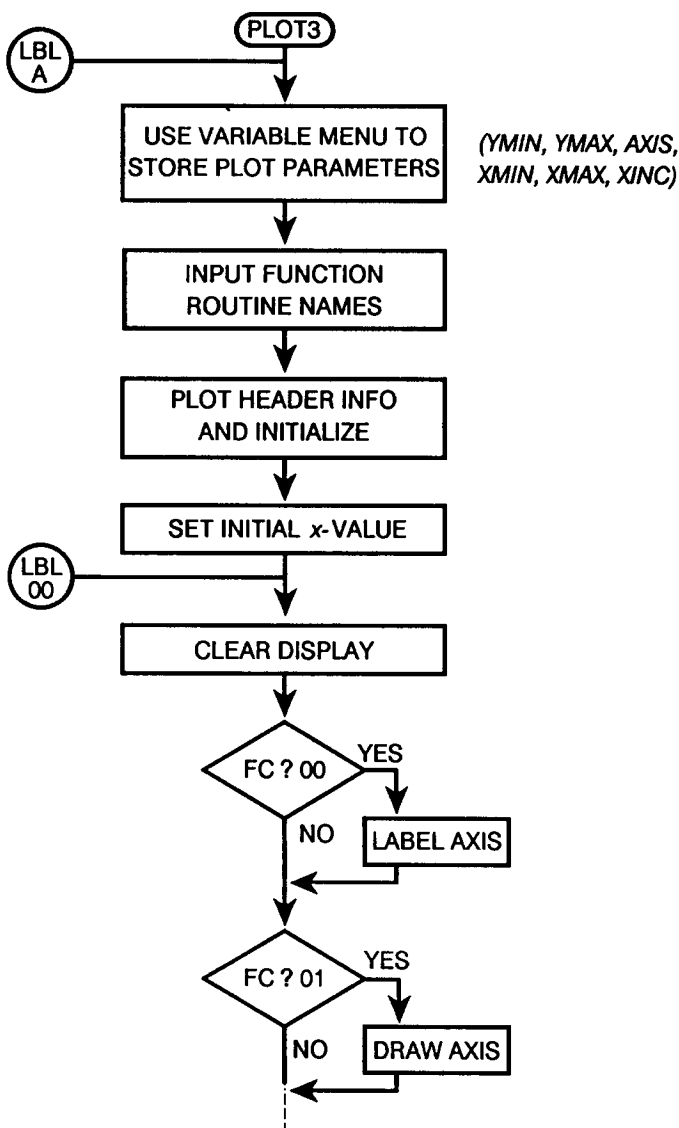 PLOT3
LBL
A
USE VARIABLE MENU TO
STORE PLOT PARAMETERS
(YMIN, YMAX, AXIS,
XMIN, XMAX, XINC)
INPUT FUNCTION
ROUTINE NAMES
PLOT HEADER INFO
AND INITIALIZE
SET INITIAL x-VALUE
LBL
00
CLEAR DISPLAY
FC ? 00
YES
NO
LABEL AXIS
FC ? 01
YES
NO
DRAW AXIS